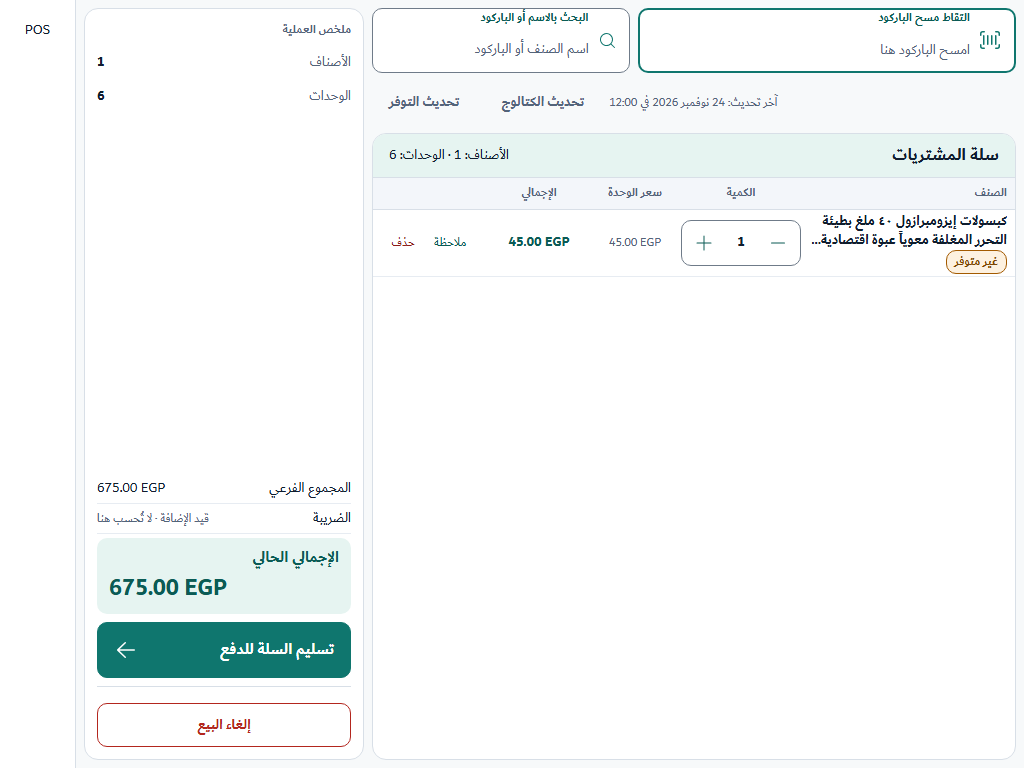 التقاط مسح الباركود
امسح الباركود هنا
البحث بالاسم أو الباركود
اسم الصنف أو الباركود
آخر تحديث: 24 نوفمبر 2026 في 12:00
تحديث الكتالوج
تحديث التوفر
سلة المشتريات
الأصناف: 1 · الوحدات: 6
الصنف
الكمية
سعر الوحدة
الإجمالي
كبسولات إيزومبرازول ٤٠ ملغ بطيئة
التحرر المغلفة معوياً عبوة اقتصادية...
غير متوفر
1
45.00 EGP
45.00 EGP
ملاحظة
حذف
ملخص العملية
الأصناف 1
الوحدات 6
المجموع الفرعي 675.00 EGP
الضريبة قيد الإضافة · لا تُحسب هنا
الإجمالي الحالي
675.00 EGP
تسليم السلة للدفع
إلغاء البيع
POS